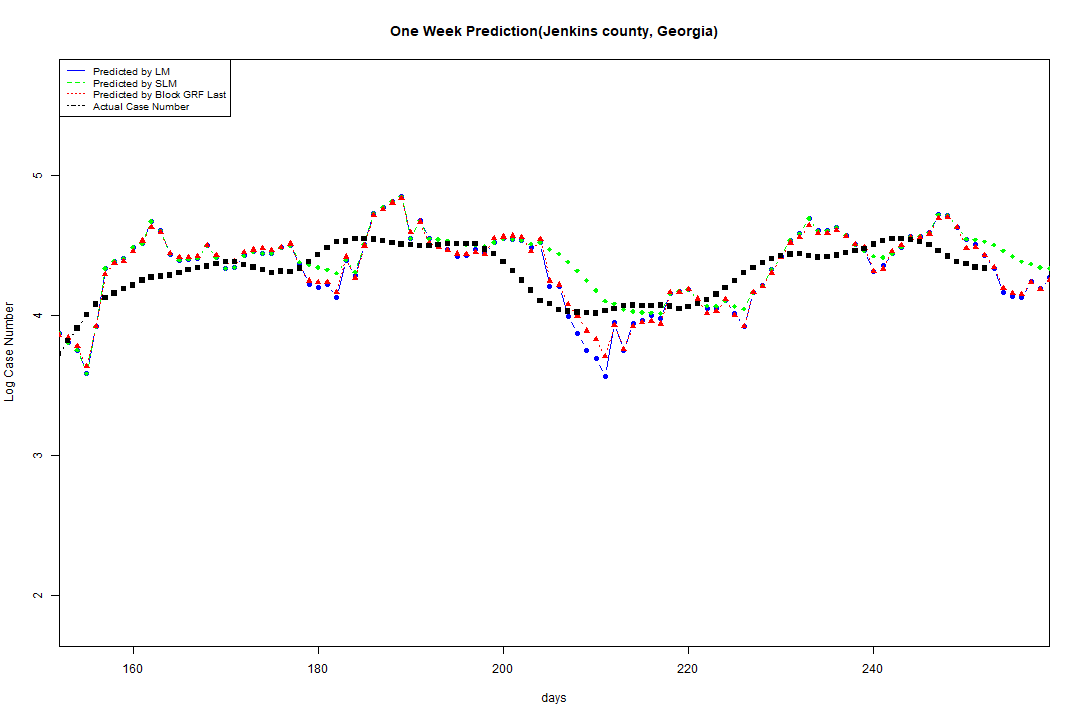 One Week Prediction(Jenkins county, Georgia)
Predicted by LM
Predicted by SLM
Predicted by Block GRF Last
Actual Case Number
5
4
3
2
Log Case Number
160 180 200 220 240
days